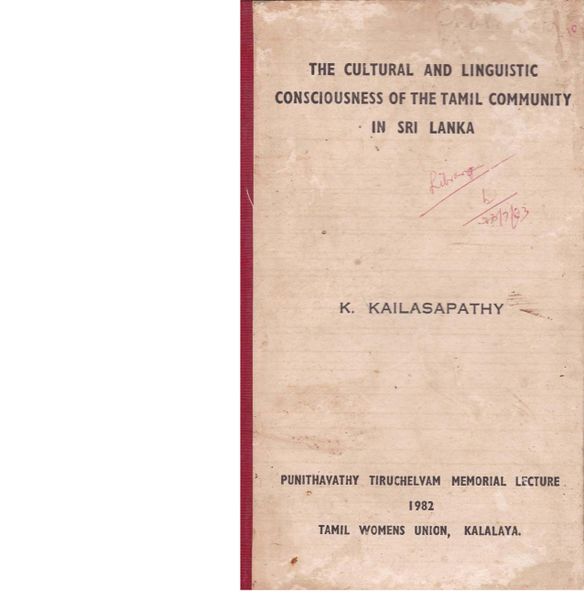 THE CULTURAL AND LINGUISTIC
CONSCIOUSNESS OF THE TAMIL COMMUNITY
IN SRI LANKA
K. KAILASAPATHY
PUNITHAVATHY TIRUCHELVAM MEMORIAL LECTURE
1982
TAMIL WOMENS UNION, KALALAYA.